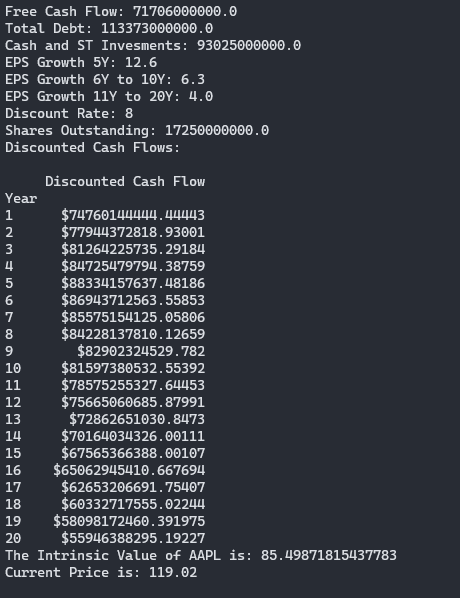 Free Cash Flow: 71706000000.0
Total Debt: 113373000000.0
Cash and ST Invesments: 93025000000.0
EPS Growth 5Y: 12.6
EPS Growth 6Y to 10Y: 6.3
EPS Growth 11Y to 20Y: 4.0
Discount Rate: 8
Shares Outstanding: 17250000000.0
Discounted Cash Flows:
Discounted Cash Flow
Year
1 $74760144444.44443
2 $77944372818.93001
3 $81264225735.29184
4 $84725479794.38759
5 $88334157637.48186
6 $86943712563.55853
7 $85575154125.05806
8 $84228137810.12659
9 $82902324529.782
10 $81597380532.55392
11 $78575255327.64453
12 $75665060685.87991
13 $72862651030.8473
14 $70164034326.00111
15 $67565366388.00107
16 $65062945410.667694
17 $62653206691.75407
18 $60332717555.02244
19 $58098172460.391975
20 $55946388295.19227
The Intrinsic Value of AAPL is: 85.49871815437783
Current Price is: 119.02